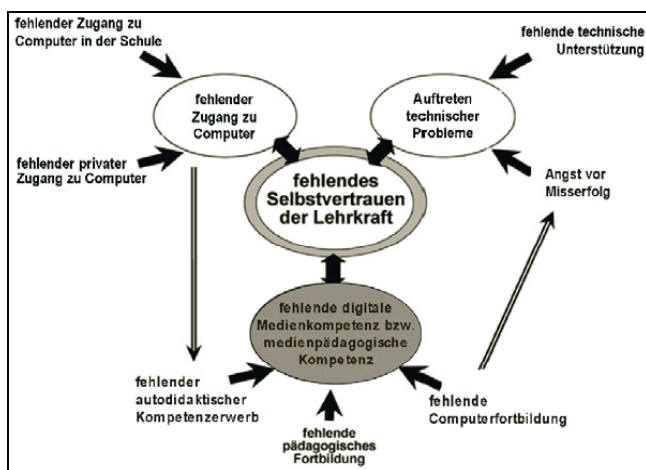 fehlender Zugang zu
Computer in der Schule
fehlende technische
Unterstützung
fehlender
Zugang zu
Computer
Auftreten
technischer
Probleme
fehlender privater
Zugang zu Computer
fehlendes
Selbstvertrauen
der Lehrkraft
Angst vor
Misserfolg
fehlende digitale
Medienkompetenz bzw.
medienpädagogische
Kompetenz
fehlender
autodidaktischer
Kompetenzerwerb
fehlende
pädagogisches
Fortbildung
fehlende
Computerfortbildung